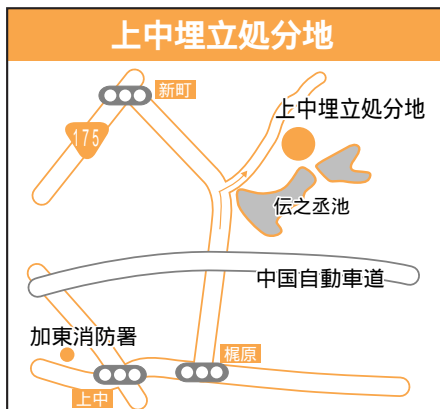 上中埋立処分地
新町
175
上中埋立処分地
伝之丞池
中国自動車道
加東消防署
梶原
上中